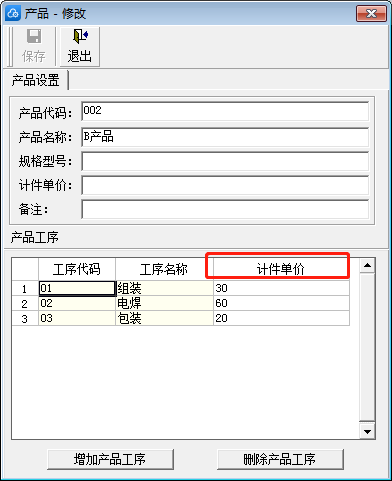 产品 - 修改
保存 退出
产品设置
产品代码: 002
产品名称: B产品
规格型号:
计件单价:
备注:
产品工序
工序代码 工序名称 计件单价
1 01 组装 30
2 02 电焊 60
3 03 包装 20
增加产品工序 删除产品工序